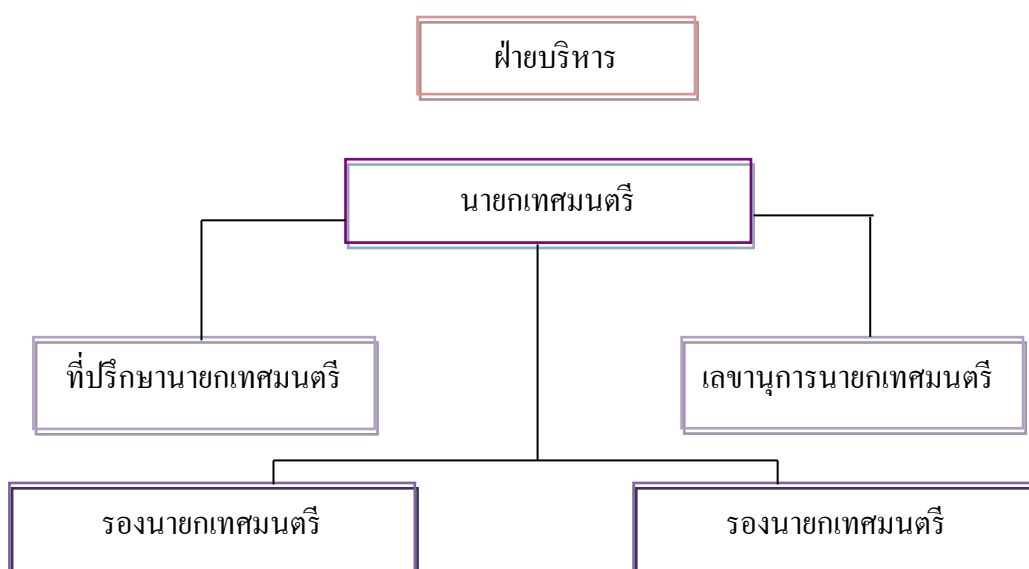 ฝ่ายบริหาร
นายกเทศมนตรี
ที่ปรึกษานายกเทศมนตรี
เลขานุการนายกเทศมนตรี
รองนายกเทศมนตรี
รองนายกเทศมนตรี